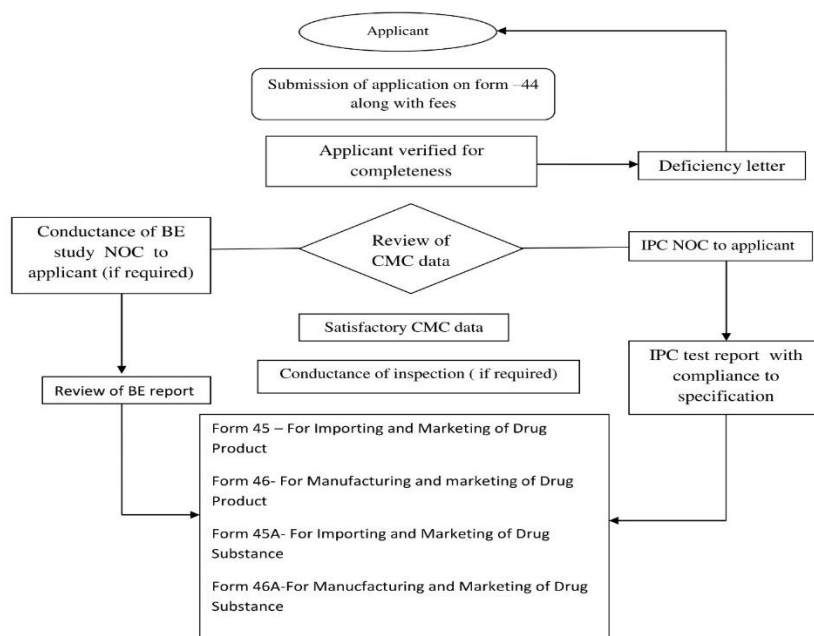 Applicant
Submission of application on form –44
along with fees
Applicant verified for
completeness
Deficiency letter
Conductance of BE
study NOC to
applicant (if required)
Review of
CMC data
IPC NOC to applicant
Satisfactory CMC data
Conductance of inspection ( if required)
IPC test report with
compliance to
specification
Review of BE report
Form 45 – For Importing and Marketing of Drug
Product
Form 46- For Manufacturing and marketing of Drug
Product
Form 45A- For Importing and Marketing of Drug
Substance
Form 46A-For Manucfacturing and Marketing of Drug
Substance